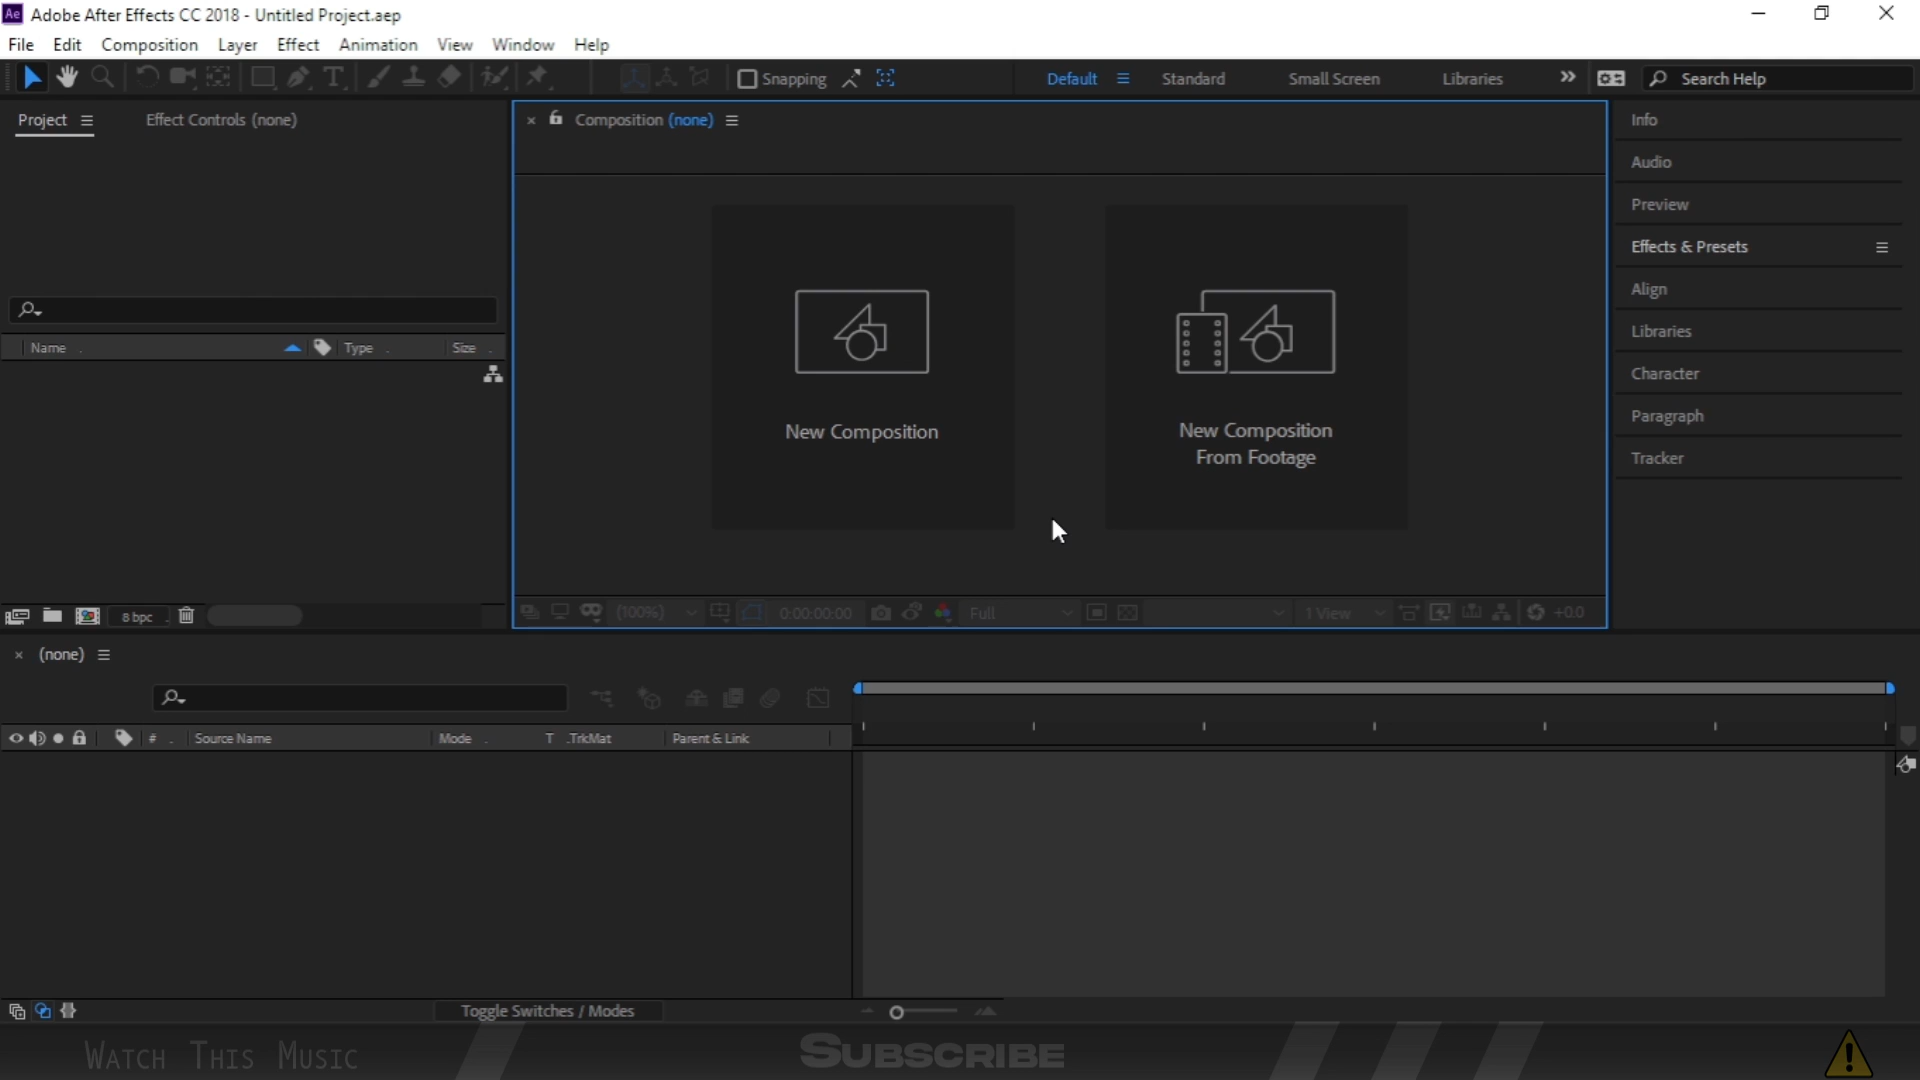 Ae Adobe After Effects CC 2018 - Untitled Project.aep
File Edit Composition Layer Effect Animation View Window Help
Snapping Default Standard Small Screen Libraries Search Help
Project Effect Controls (none)
Composition (none)
Info
Audio
Preview
Effects & Presets
Align
Libraries
Character
Paragraph
Tracker
Name Type Size
New Composition
New Composition
From Footage
8 bpc
(100%) 0:00:00:00 Full 1 View +0.0
(none)
# Source Name Mode T .TrkMat Parent & Link
Toggle Switches / Modes
Watch This Music Subscribe